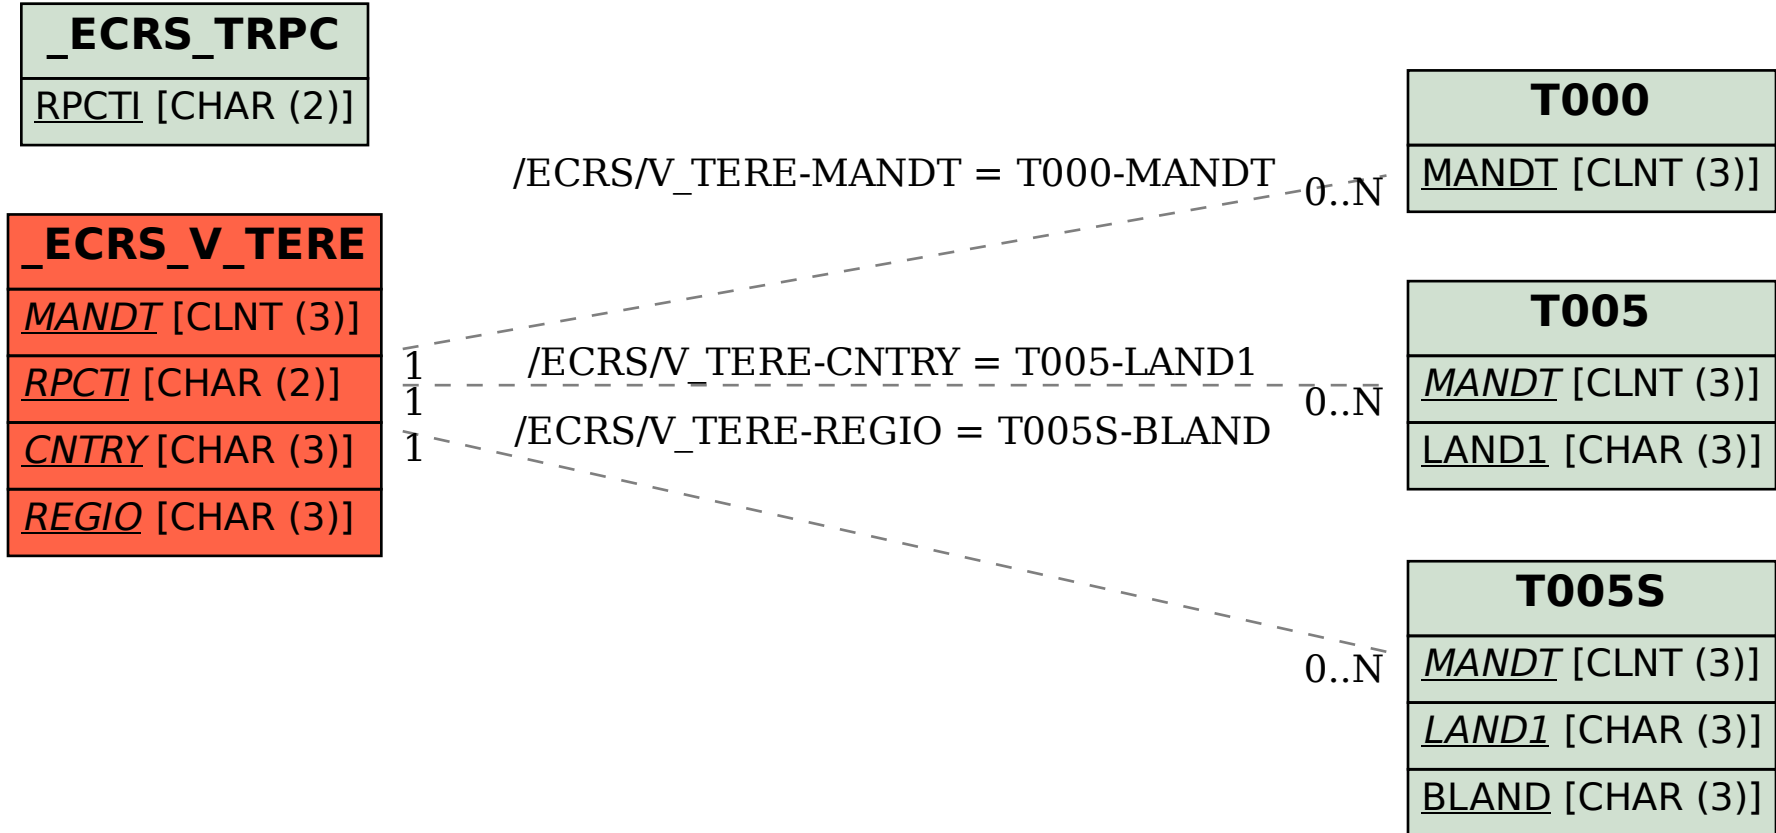 _ECRS_TRPC
RPCTI [CHAR (2)]
_ECRS_V_TERE
MANDT [CLNT (3)]
RPCTI [CHAR (2)]
CNTRY [CHAR (3)]
REGIO [CHAR (3)]
/ECRS/V_TERE-MANDT = T000-MANDT
0..N
1
/ECRS/V_TERE-CNTRY = T005-LAND1
1
0..N
/ECRS/V_TERE-REGIO = T005S-BLAND
1
0..N
T000
MANDT [CLNT (3)]
T005
MANDT [CLNT (3)]
LAND1 [CHAR (3)]
T005S
MANDT [CLNT (3)]
LAND1 [CHAR (3)]
BLAND [CHAR (3)]